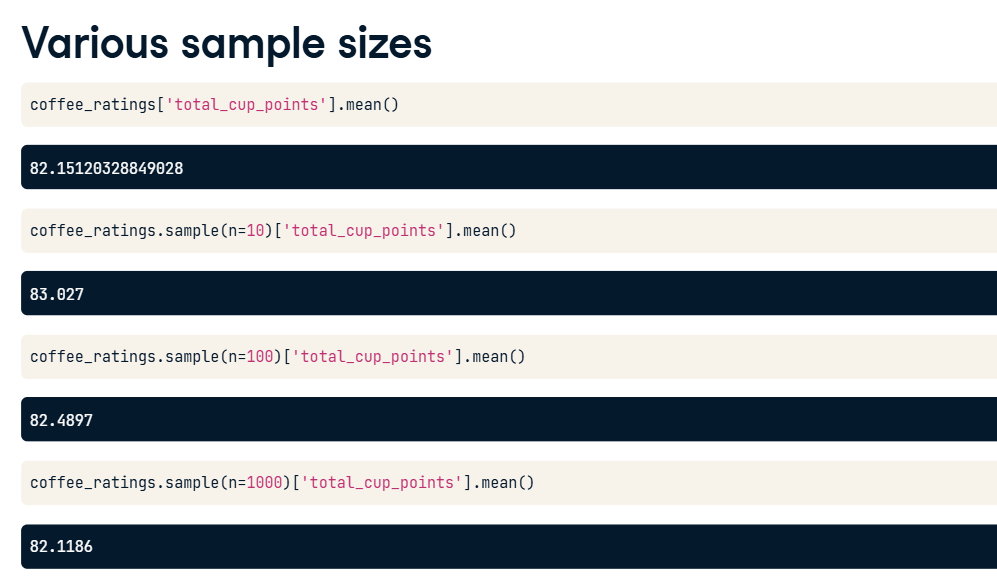 Various sample sizes
coffee_ratings['total_cup_points'].mean()
82.15120328849028
coffee_ratings.sample(n=10)['total_cup_points'].mean()
83.027
coffee_ratings.sample(n=100)['total_cup_points'].mean()
82.4897
coffee_ratings.sample(n=1000)['total_cup_points'].mean()
82.1186